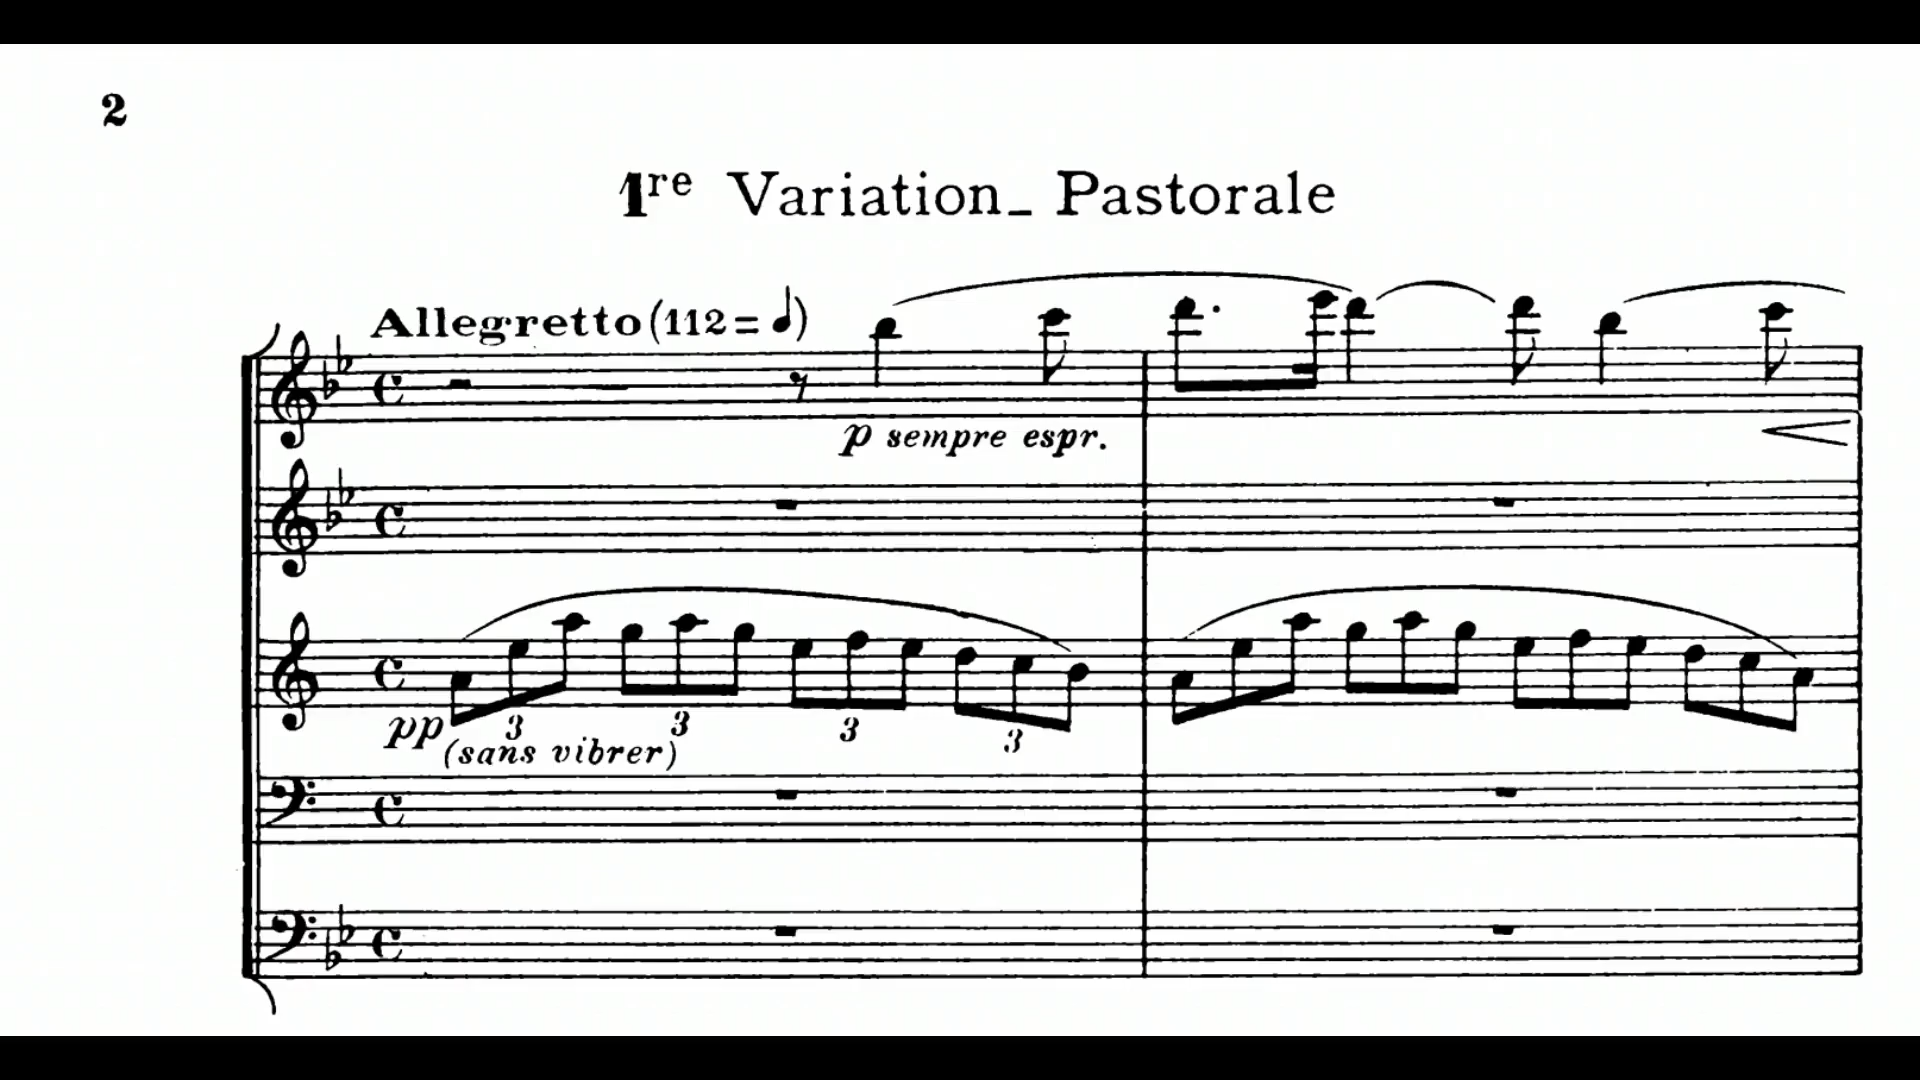 2
1re Variation_ Pastorale
Allegretto (112 = ♩)
p sempre espr.
pp 3 3 3 3
(sans vibrer)